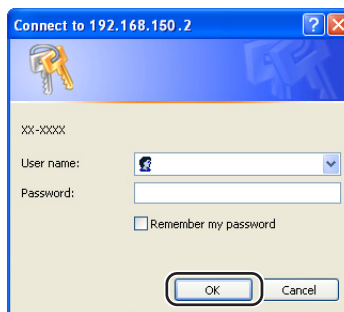 Connect to 192.168.150.2
XX-XXXX
User name:
Password:
Remember my password
OK Cancel